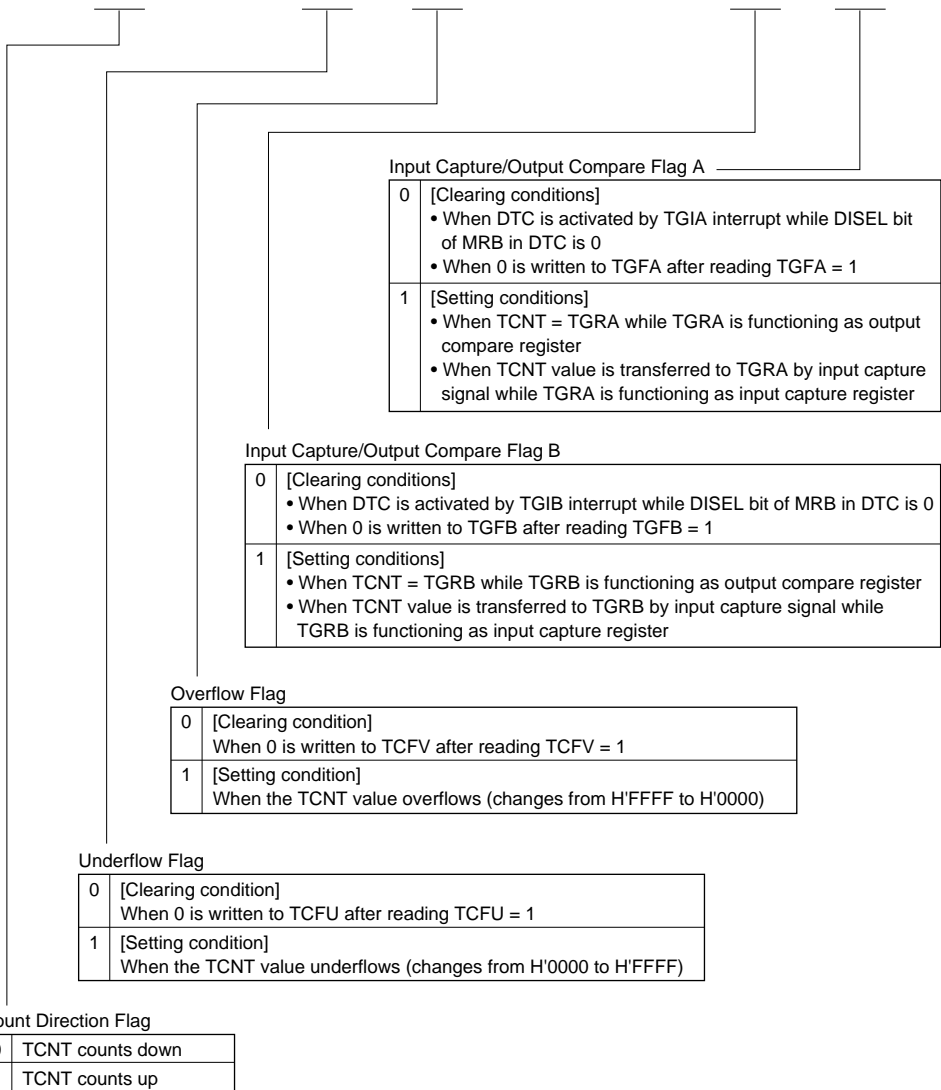 Input Capture/Output Compare Flag A
0 [Clearing conditions]
• When DTC is activated by TGIA interrupt while DISEL bit
of MRB in DTC is 0
• When 0 is written to TGFA after reading TGFA = 1
1 [Setting conditions]
• When TCNT = TGRA while TGRA is functioning as output
compare register
• When TCNT value is transferred to TGRA by input capture
signal while TGRA is functioning as input capture register
Input Capture/Output Compare Flag B
0 [Clearing conditions]
• When DTC is activated by TGIB interrupt while DISEL bit of MRB in DTC is 0
• When 0 is written to TGFB after reading TGFB = 1
1 [Setting conditions]
• When TCNT = TGRB while TGRB is functioning as output compare register
• When TCNT value is transferred to TGRB by input capture signal while
TGRB is functioning as input capture register
Overflow Flag
0 [Clearing condition]
When 0 is written to TCFV after reading TCFV = 1
1 [Setting condition]
When the TCNT value overflows (changes from H'FFFF to H'0000)
Underflow Flag
0 [Clearing condition]
When 0 is written to TCFU after reading TCFU = 1
1 [Setting condition]
When the TCNT value underflows (changes from H'0000 to H'FFFF)
ount Direction Flag
TCNT counts down
TCNT counts up